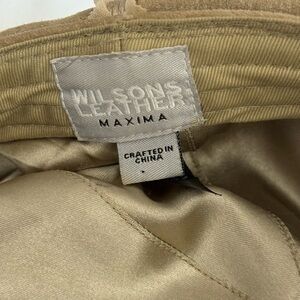 WILSONS
LEATHER
MAXIMA
CRAFTED IN
CHINA